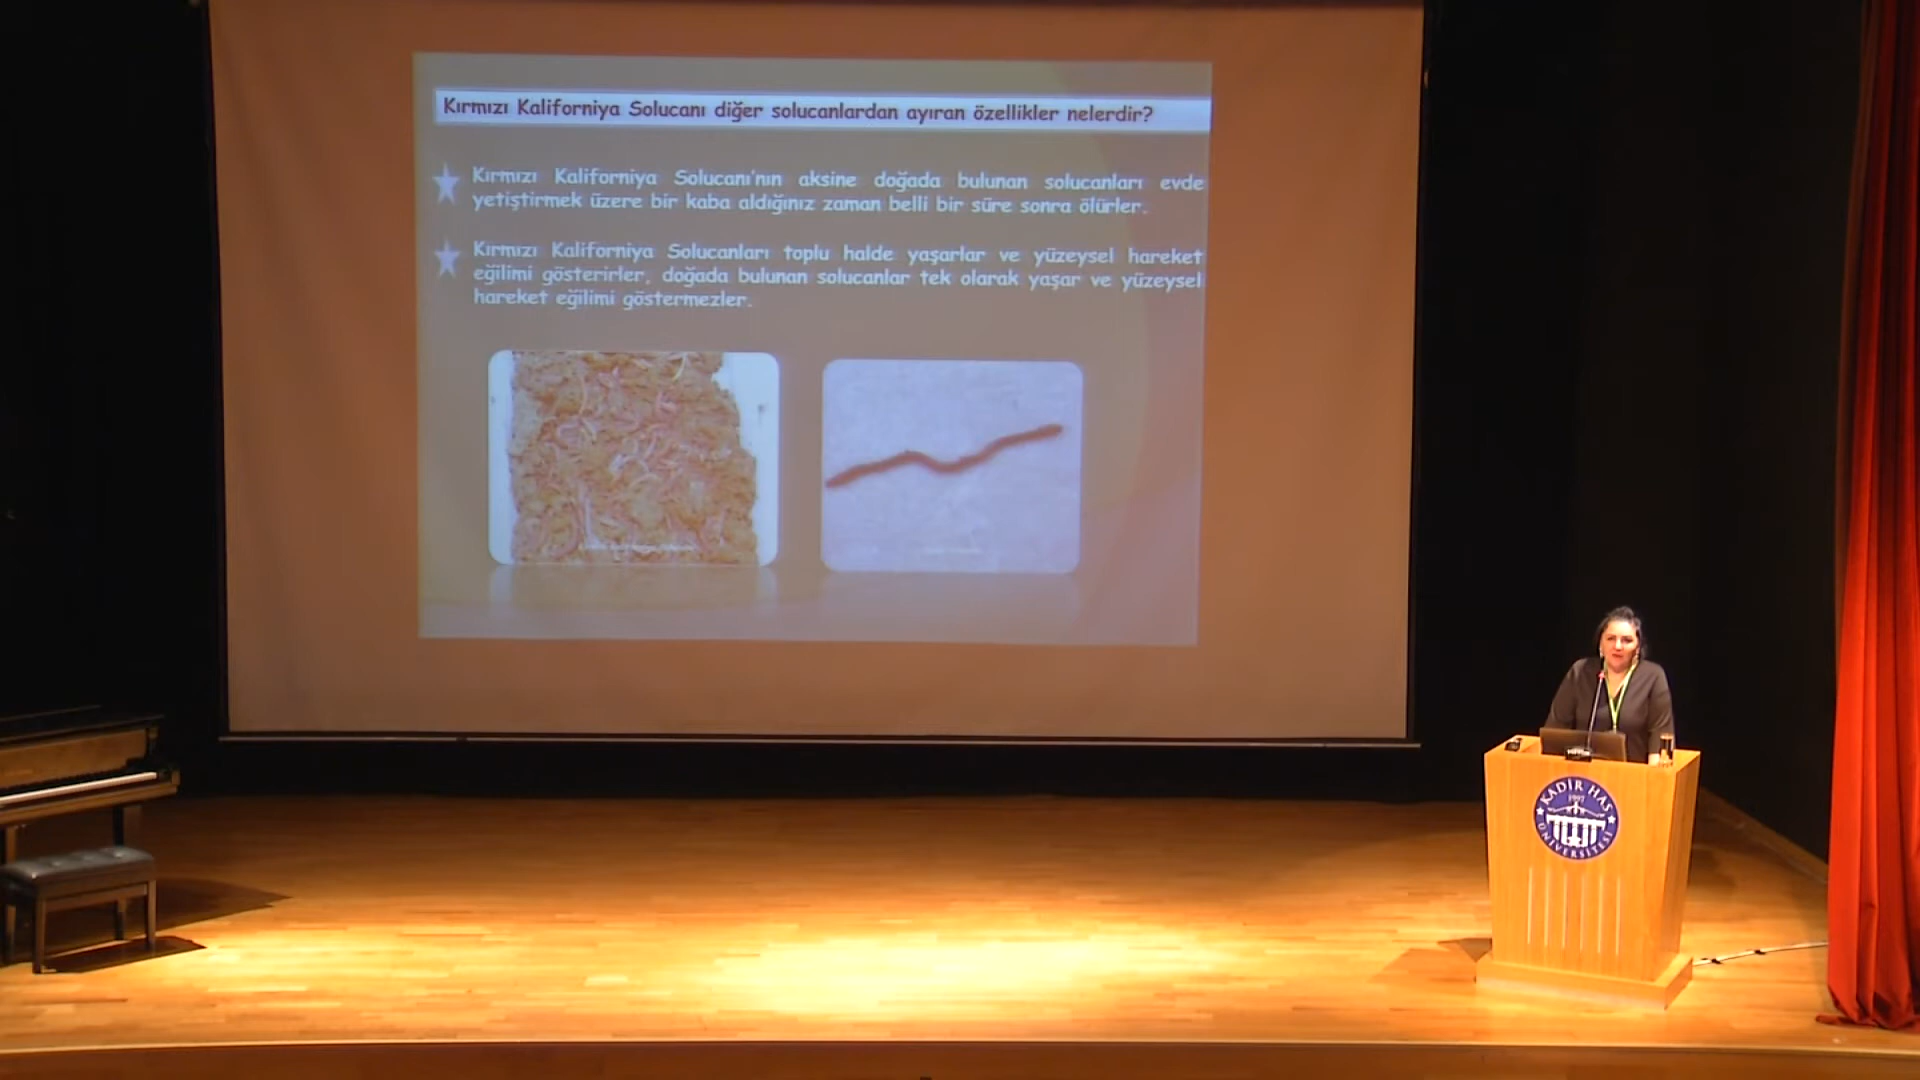 Kırmızı Kaliforniya Solucanı diğer solucanlardan ayıran özellikler nelerdir?
Kırmızı Kaliforniya Solucanı'nın aksine doğada bulunan solucanları evde
yetiştirmek üzere bir kaba aldığınız zaman belli bir süre sonra ölürler.
Kırmızı Kaliforniya Solucanları toplu halde yaşarlar ve yüzeysel hareket
eğilimi gösterirler, doğada bulunan solucanlar tek olarak yaşar ve yüzeysel
hareket eğilimi göstermezler.
KADİR HAS
1997
ÜNİVERSİTESİ